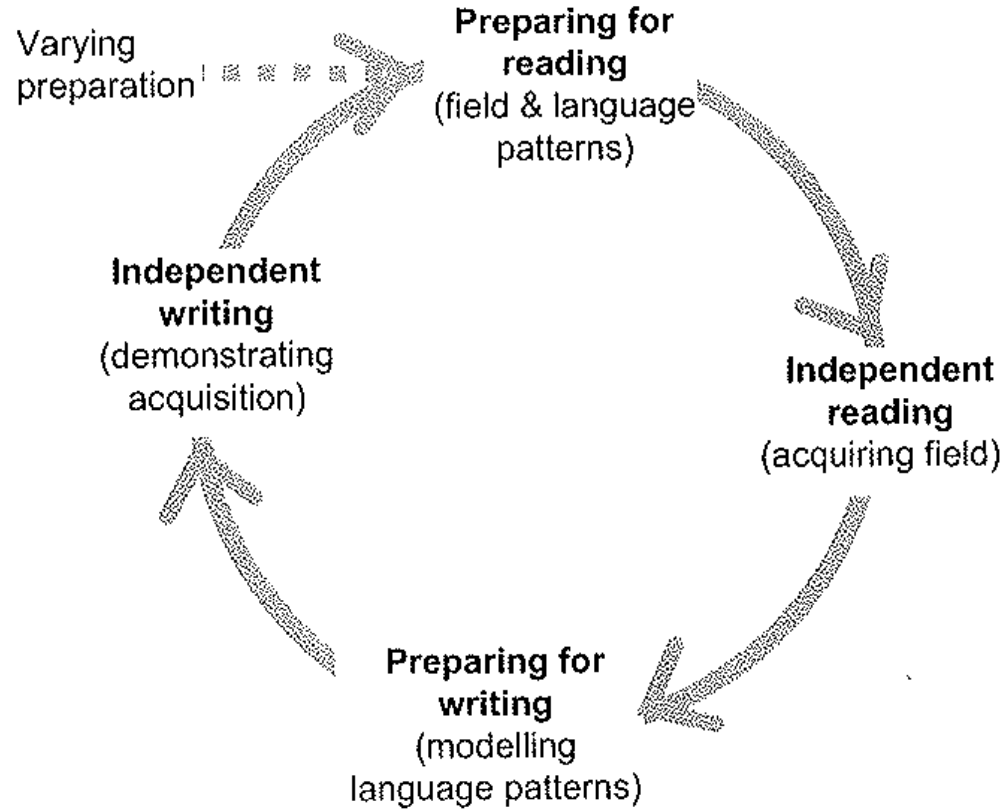 Varying
preparation
Preparing for
reading
(field & language
patterns)
Independent
reading
(acquiring field)
Preparing for
writing
(modelling
language patterns)
Independent
writing
(demonstrating
acquisition)